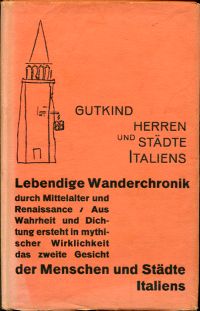 GUTKIND
HERREN
UND STÄDTE
ITALIENS
Lebendige Wanderchronik
durch Mittelalter und
Renaissance / Aus
Wahrheit und Dich-
tung ersteht in mythi-
scher Wirklichkeit
das zweite Gesicht
der Menschen und Städte
Italiens